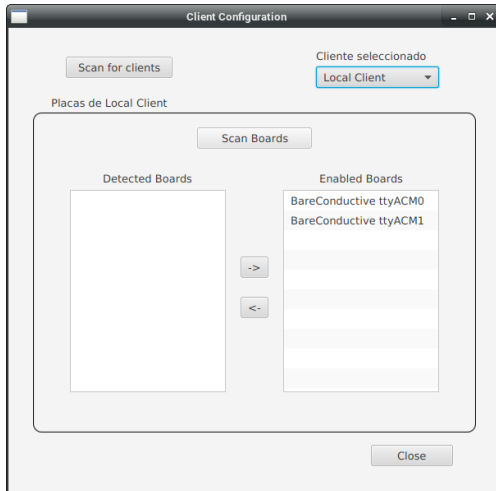 Client Configuration
Scan for clients
Cliente seleccionado
Local Client
Placas de Local Client
Scan Boards
Detected Boards
Enabled Boards
BareConductive ttyACM0
BareConductive ttyACM1
->
<-
Close